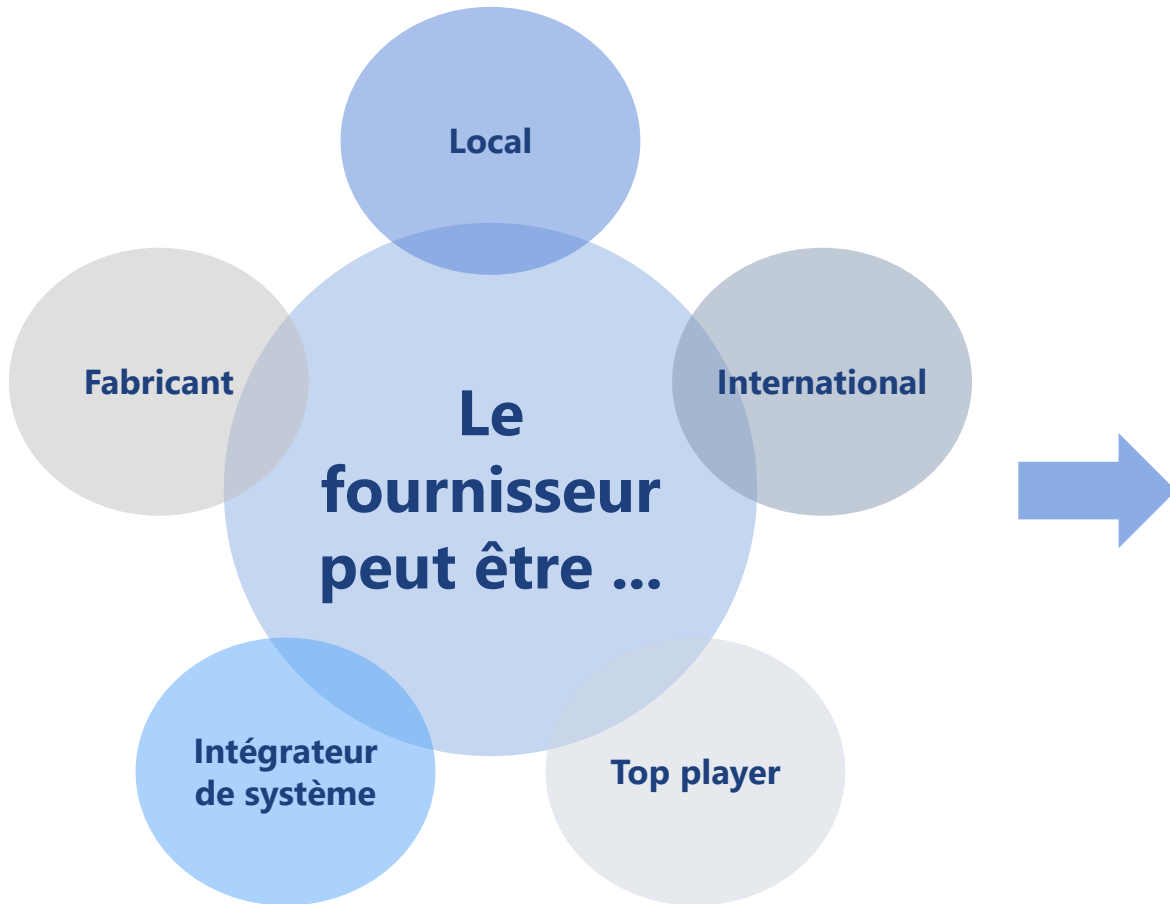 Local
Fabricant
International
Le
fournisseur
peut être ...
Intégrateur
de système
Top player